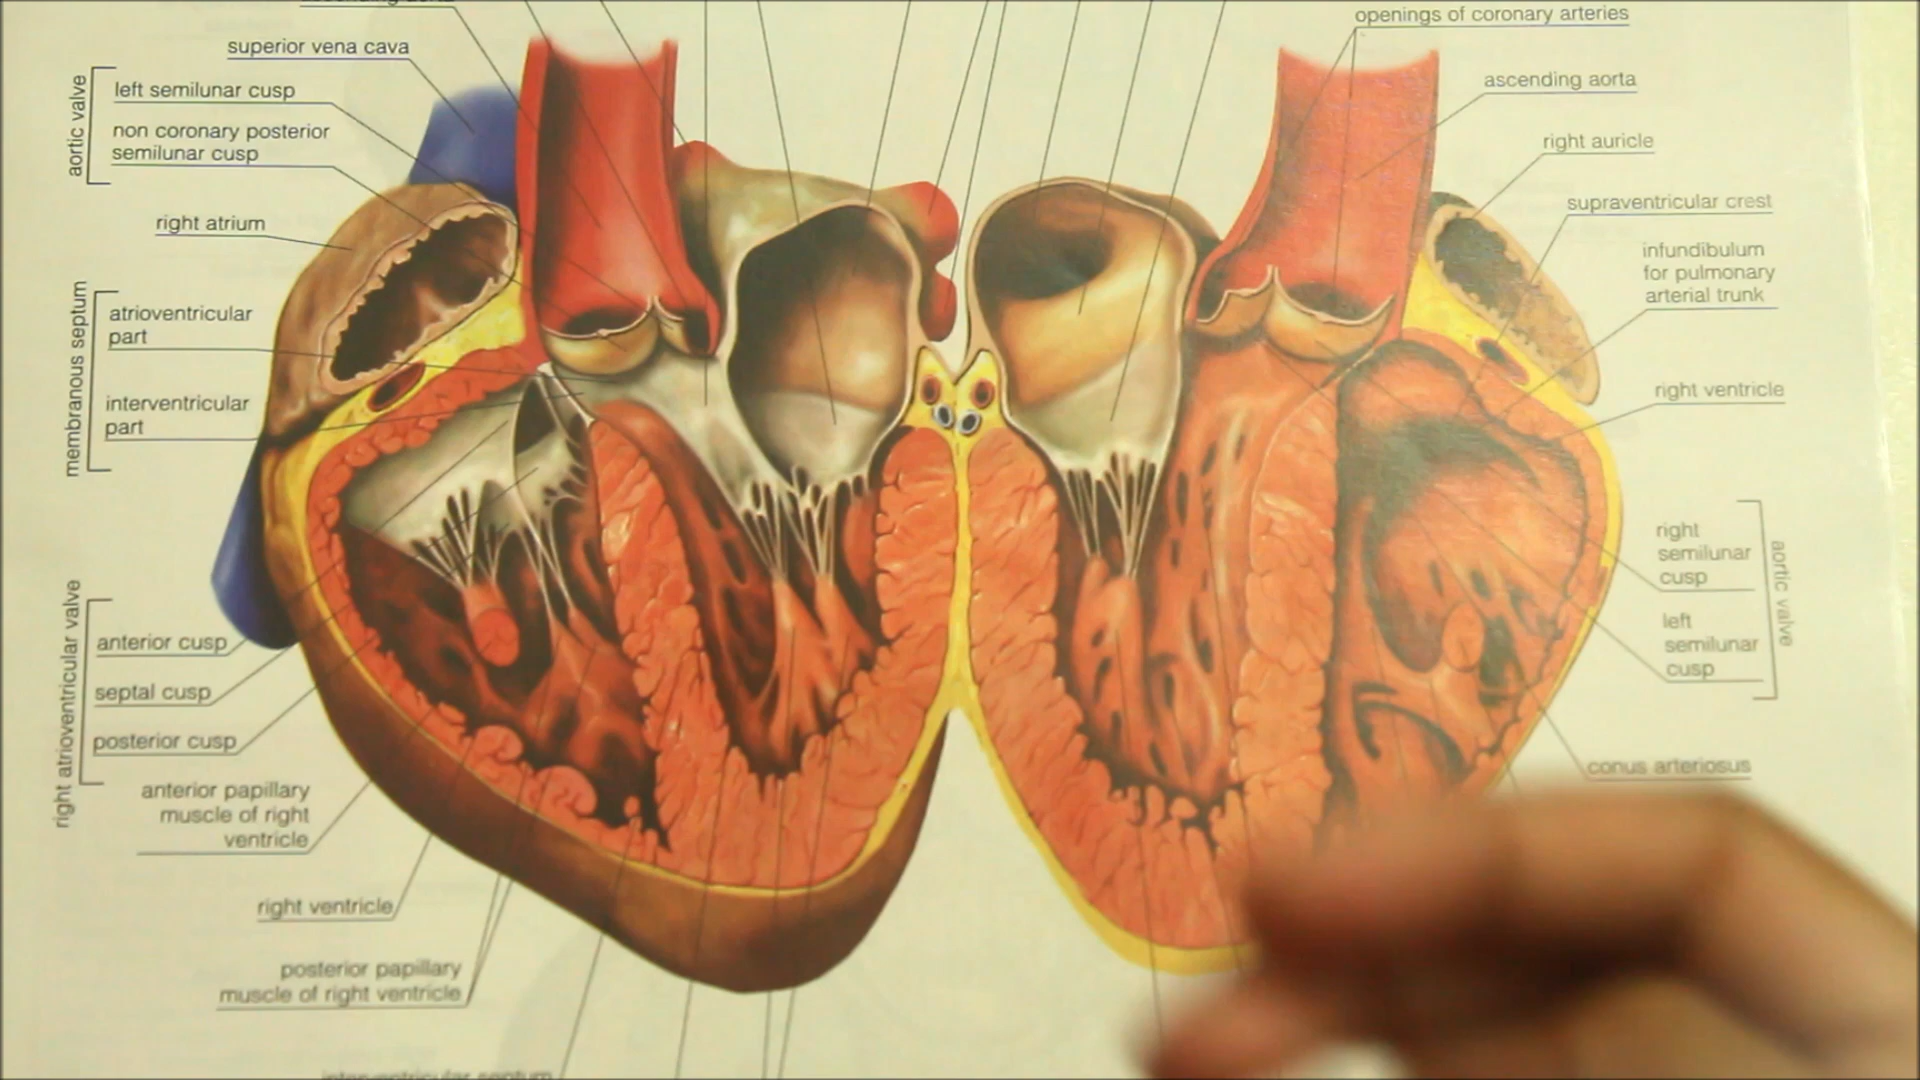 superior vena cava
aortic valve
left semilunar cusp
non coronary posterior
semilunar cusp
right atrium
membranous septum
atrioventricular
part
interventricular
part
right atrioventricular valve
anterior cusp
septal cusp
posterior cusp
anterior papillary
muscle of right
ventricle
right ventricle
posterior papillary
muscle of right ventricle
interventricular septum
openings of coronary arteries
ascending aorta
right auricle
supraventricular crest
infundibulum
for pulmonary
arterial trunk
right ventricle
right
semilunar
cusp
left
semilunar
cusp
aortic valve
conus arteriosus